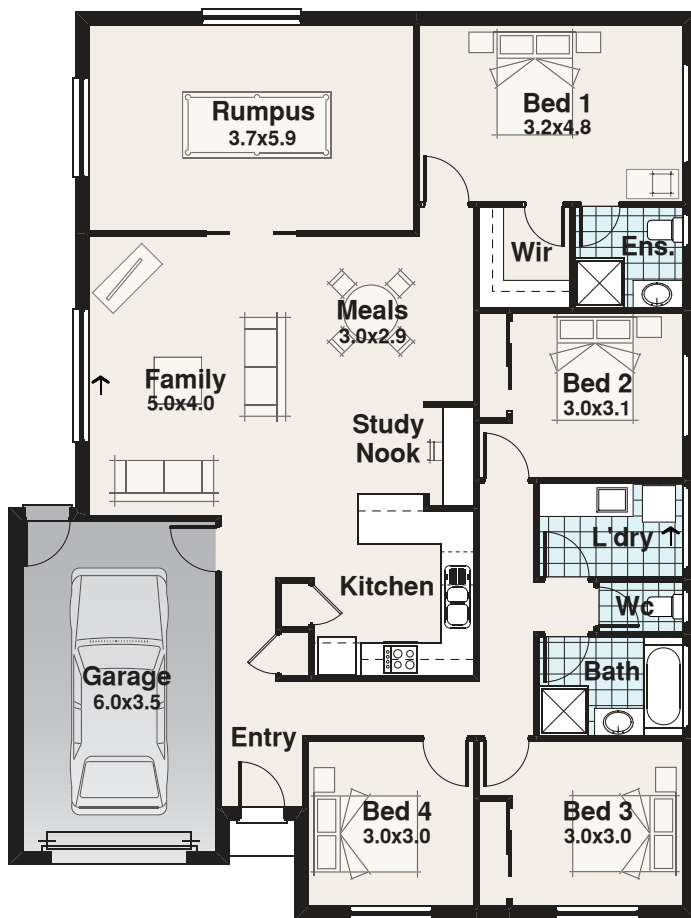 Rumpus
3.7x5.9
Bed 1
3.2x4.8
Wir
Ens.
Meals
3.0x2.9
Family
5.0x4.0
Bed 2
3.0x3.1
Study
Nook
L'dry
Kitchen
Wc
Garage
6.0x3.5
Bath
Entry
Bed 4
3.0x3.0
Bed 3
3.0x3.0